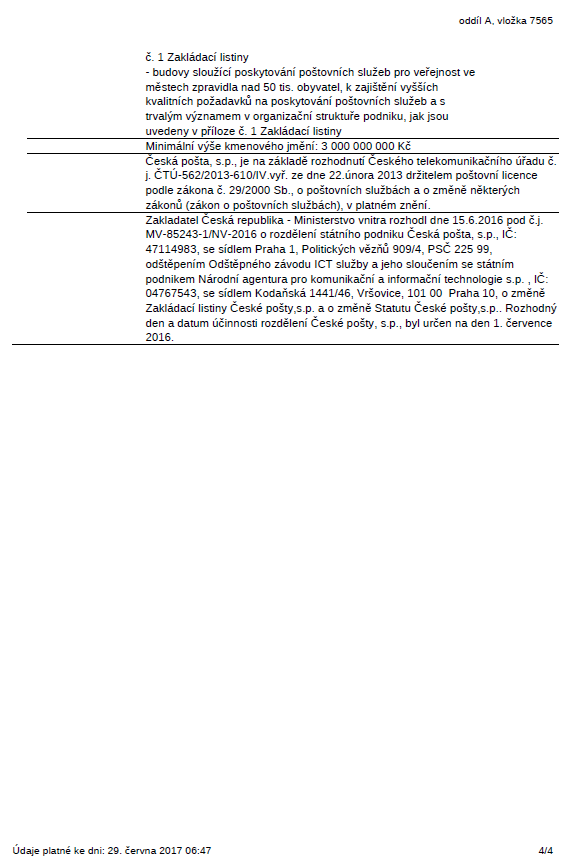 oddíl A, vložka 7565
č. 1 Zakládací listiny
- budovy sloužící poskytování poštovních služeb pro veřejnost ve
městech zpravidla nad 50 tis. obyvatel, k zajištění vyšších
kvalitních požadavků na poskytování poštovních služeb a s
trvalým významem v organizační struktuře podniku, jak jsou
uvedeny v příloze č. 1 Zakládací listiny
Minimální výše kmenového jmění: 3 000 000 000 Kč
Česká pošta, s.p., je na základě rozhodnutí Českého telekomunikačního úřadu č.
j. ČTÚ-562/2013-610/IV.vyř. ze dne 22.února 2013 držitelem poštovní licence
podle zákona č. 29/2000 Sb., o poštovních službách a o změně některých
zákonů (zákon o poštovních službách), v platném znění.
Zakladatel Česká republika - Ministerstvo vnitra rozhodl dne 15.6.2016 pod č.j.
MV-85243-1/NV-2016 o rozdělení státního podniku Česká pošta, s.p., IČ:
47114983, se sídlem Praha 1, Politických vězňů 909/4, PSČ 225 99,
odštěpením Odštěpného závodu ICT služby a jeho sloučením se státním
podnikem Národní agentura pro komunikační a informační technologie s.p. , IČ:
04767543, se sídlem Kodaňská 1441/46, Vršovice, 101 00  Praha 10, o změně
Zakládací listiny České pošty,s.p. a o změně Statutu České pošty,s.p.. Rozhodný
den a datum účinnosti rozdělení České pošty, s.p., byl určen na den 1. července
2016.
Údaje platné ke dni: 29. června 2017 06:47
4/4